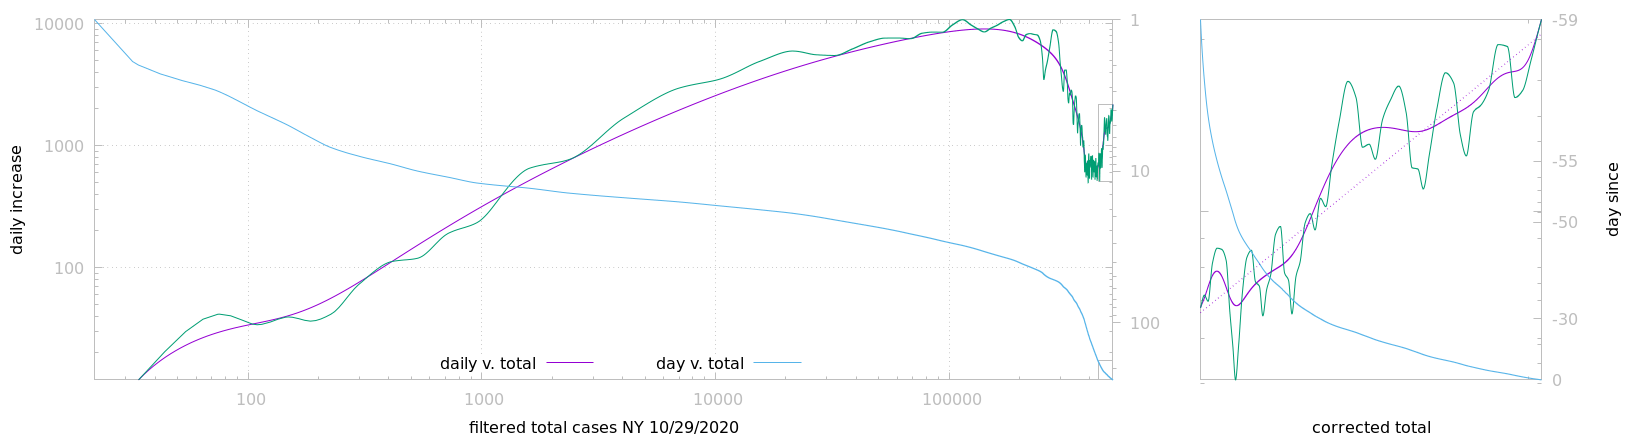 10000
1000
100
daily increase
1
10
100
daily v. total
day v. total
100
1000
10000
100000
filtered total cases NY 10/29/2020
-59
-55
-50
-30
0
day since
corrected total